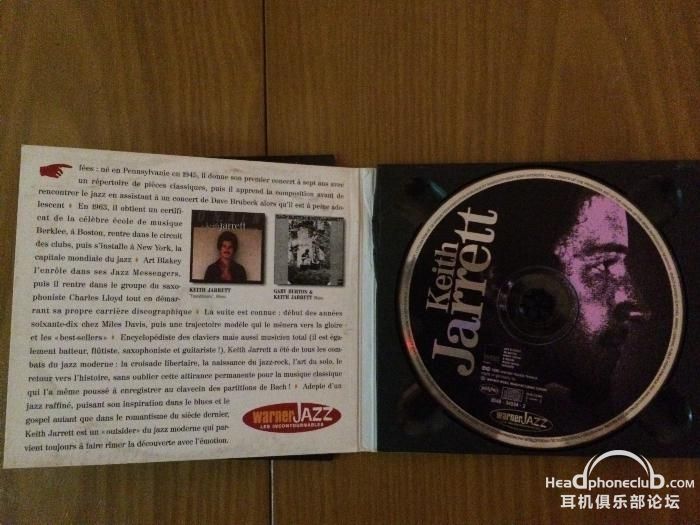 fées : né en Pennsylvanie en 1945, il donne son premier concert à sept ans avec
un répertoire de pièces classiques, puis il apprend la composition avant de
rencontrer le jazz en assistant à un concert de Dave Brubeck alors qu'il est à peine ado-
lescent ♦ En 1963, il obtient un certifi-
cat de la célèbre école de musique
Berklee, à Boston, rentre dans le circuit
des clubs, puis s'installe à New York, la
capitale mondiale du jazz ♦ Art Blakey
l'enrôle dans ses Jazz Messengers,
puis il rentre dans le groupe du saxo-
phoniste Charles Lloyd tout en démar-
rant sa propre carrière discographique ♦ La suite est connue : début des années
soixante-dix chez Miles Davis, puis une trajectoire modèle qui le mènera vers la gloire
et les «best-sellers» ♦ Encyclopédiste des claviers mais aussi musicien total (il est éga-
lement batteur, flûtiste, saxophoniste et guitariste !), Keith Jarrett a été de tous les com-
bats du jazz moderne : la croisade libertaire, la naissance du jazz-rock, l'art du solo, le
retour vers l'histoire, sans oublier cette attirance permanente pour la musique classique
qui l'a même poussé à enregistrer au clavecin des partitions de Bach ! ♦ Adepte d'un
jazz raffiné, puisant son inspiration dans le blues et le
gospel autant que dans le romantisme du siècle dernier,
Keith Jarrett est un «outsider» du jazz moderne qui par-
vient toujours à faire rimer la découverte avec l'émotion.
Jarrett
KEITH JARRETT
GARY BURTON & KEITH JARRETT
GARY BURTON &
KEITH JARRETT
warner JAZZ
LES INCONTOURNABLES
Keith
Jarrett
warner JAZZ
HeadphoneClub.com
耳机俱乐部论坛